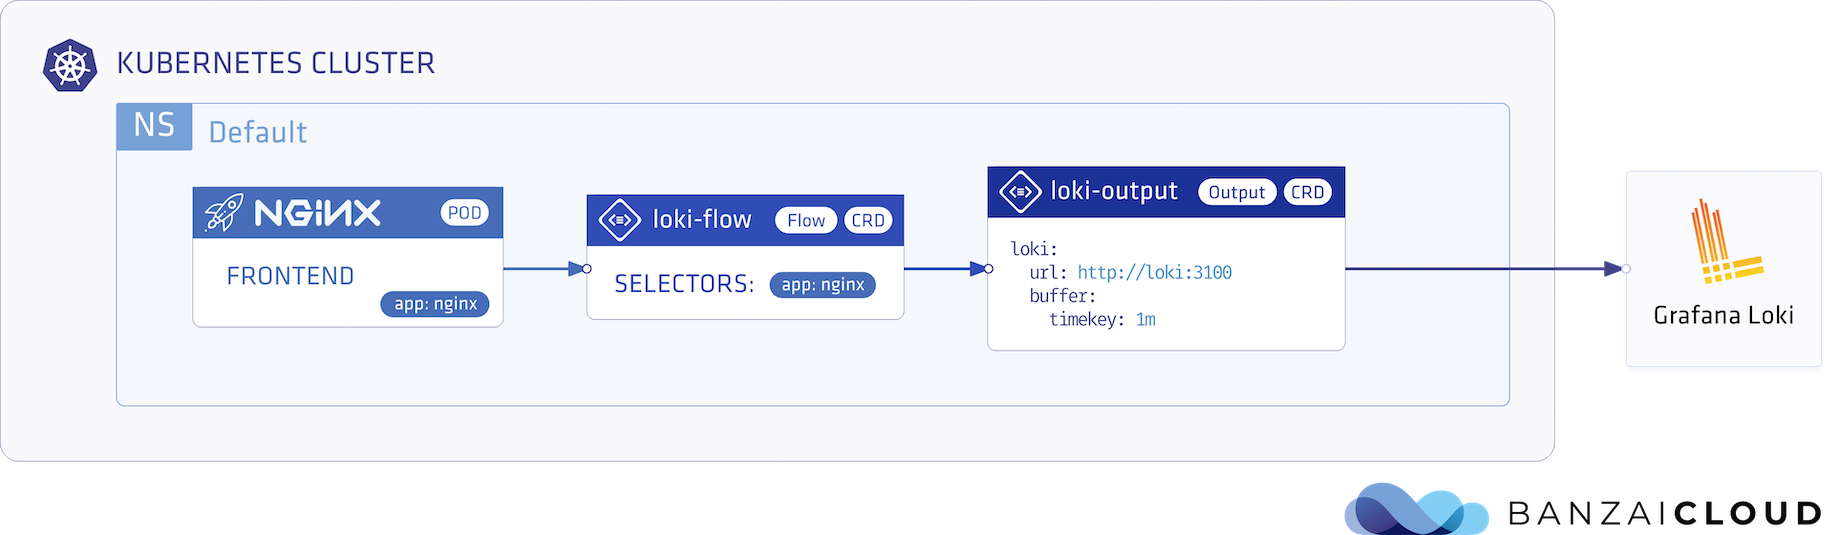 KUBERNETES CLUSTER
NS
Default
NGINX
POD
FRONTEND
app: nginx
loki-flow
Flow
CRD
SELECTORS:
app: nginx
loki-output
Output
CRD
loki:
url: http://loki:3100
buffer:
timekey: 1m
Grafana Loki
BANZAICLOUD